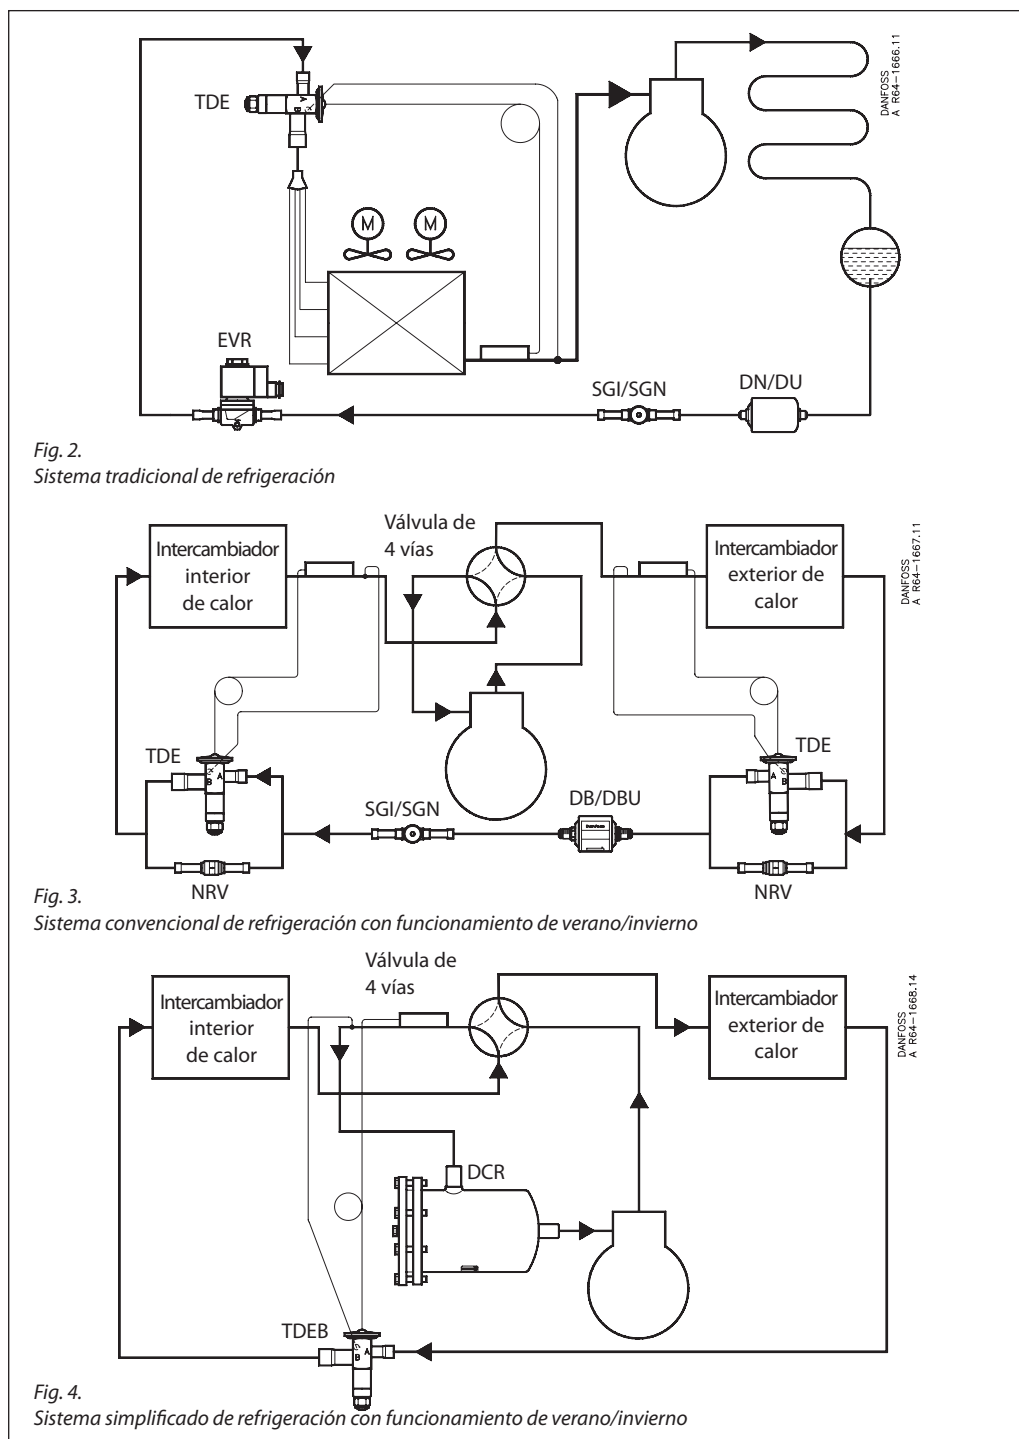 DANFOSS
A R64-1666.11
TDE
A
B
M
M
EVR
SGI/SGN
DN/DU
Fig. 2.
Sistema tradicional de refrigeración
Válvula de
4 vías
Intercambiador
interior
de calor
Intercambiador
exterior de
calor
DANFOSS
A R64-1667.11
TDE
A
B
TDE
A
B
SGI/SGN
DB/DBU
NRV
NRV
Fig. 3.
Sistema convencional de refrigeración con funcionamiento de verano/invierno
Válvula de
4 vías
Intercambiador
interior
de calor
Intercambiador
exterior de
calor
DANFOSS
A R64-1668.14
DCR
TDEB
A
B
Fig. 4.
Sistema simplificado de refrigeración con funcionamiento de verano/invierno